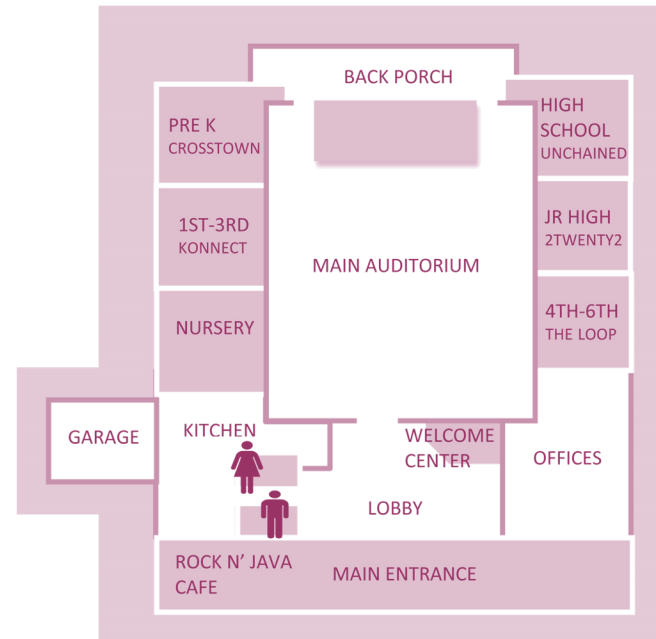 BACK PORCH
PRE K
CROSSTOWN
HIGH
SCHOOL
UNCHAINED
1ST-3RD
KONNECT
JR HIGH
2TWENTY2
MAIN AUDITORIUM
NURSERY
4TH-6TH
THE LOOP
GARAGE
KITCHEN
WELCOME
CENTER
OFFICES
LOBBY
ROCK N’ JAVA
CAFE
MAIN ENTRANCE